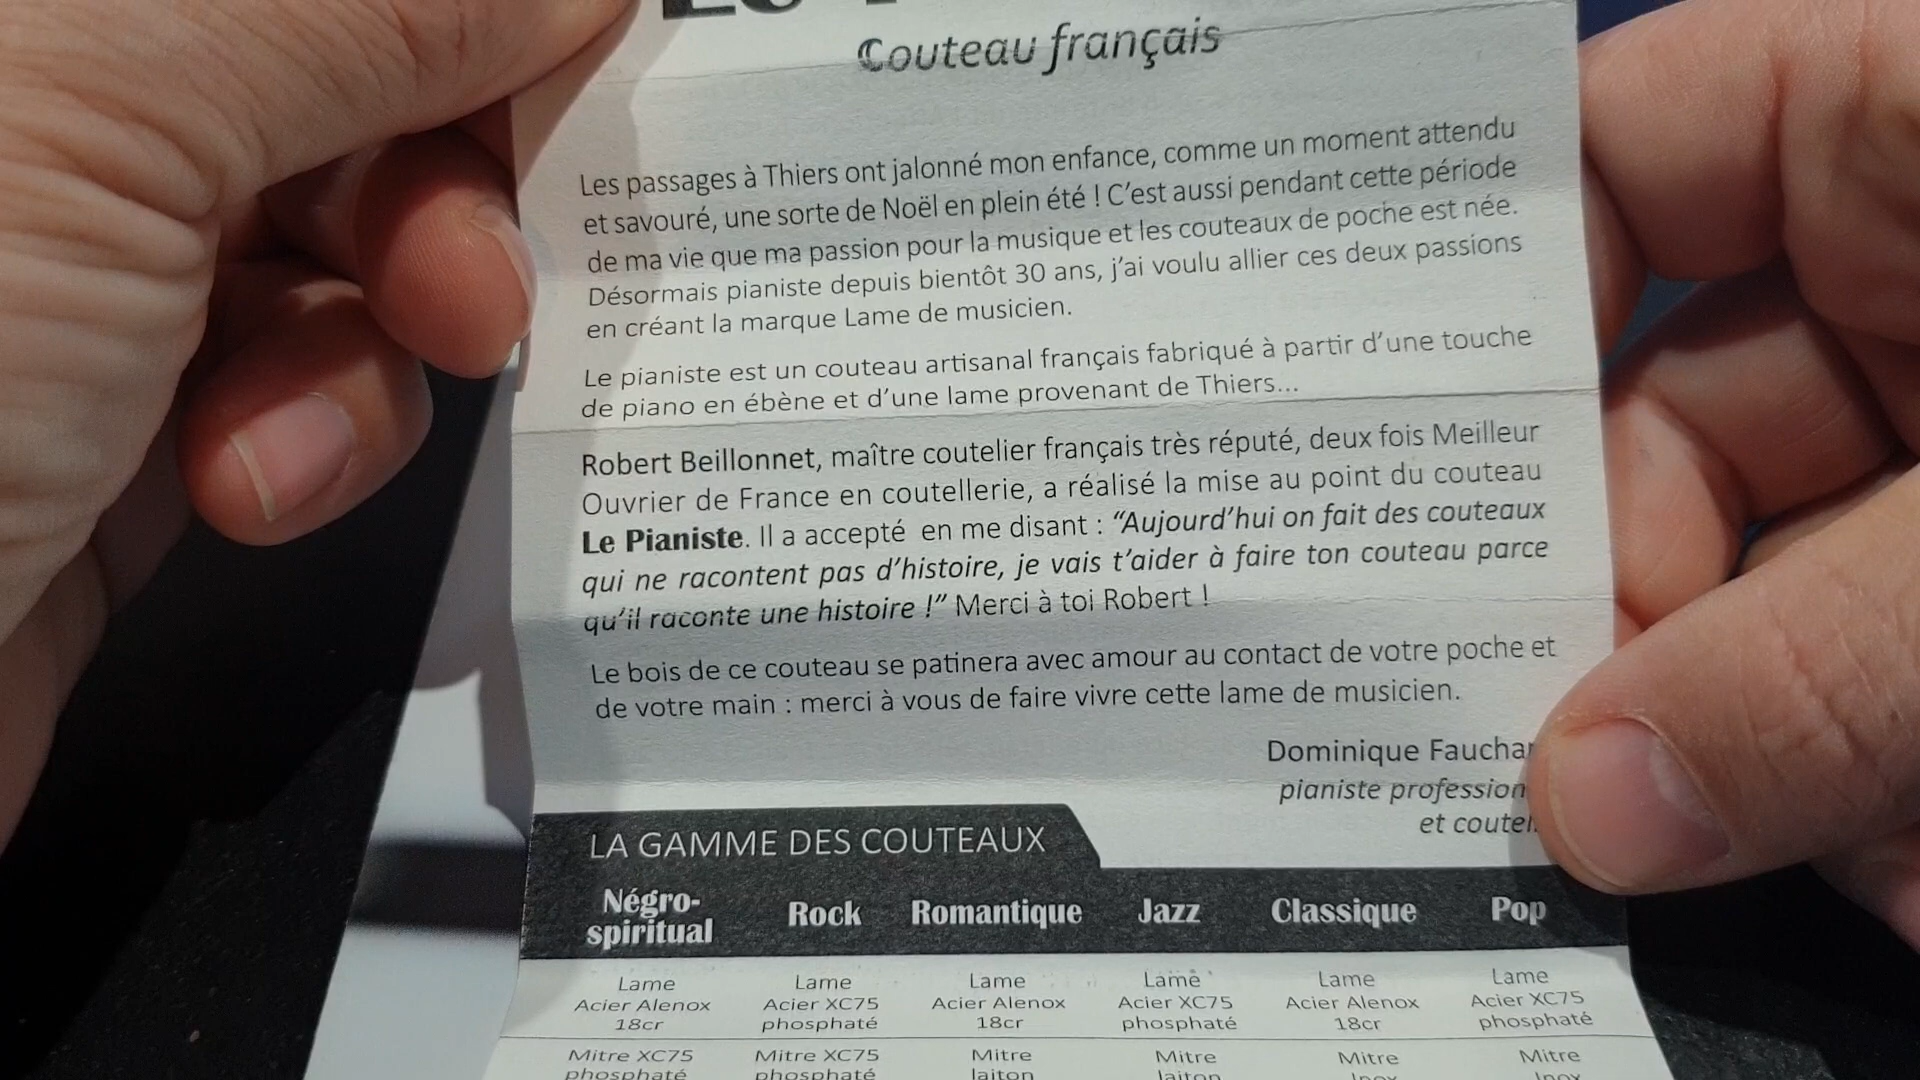 Couteau français
Les passages à Thiers ont jalonné mon enfance, comme un moment attendu
et savouré, une sorte de Noël en plein été ! C'est aussi pendant cette période
de ma vie que ma passion pour la musique et les couteaux de poche est née.
Désormais pianiste depuis bientôt 30 ans, j'ai voulu allier ces deux passions
en créant la marque Lame de musicien.
Le pianiste est un couteau artisanal français fabriqué à partir d'une touche
de piano en ébène et d'une lame provenant de Thiers...
Robert Beillonnet, maître coutelier français très réputé, deux fois Meilleur
Ouvrier de France en coutellerie, a réalisé la mise au point du couteau
Le Pianiste. Il a accepté en me disant : "Aujourd'hui on fait des couteaux
qui ne racontent pas d'histoire, je vais t'aider à faire ton couteau parce
qu'il raconte une histoire !" Merci à toi Robert !
Le bois de ce couteau se patinera avec amour au contact de votre poche et
de votre main : merci à vous de faire vivre cette lame de musicien.
Dominique
pianiste
et
LA GAMME DES COUTEAUX
Négro-spiritual Rock Romantique Jazz Classique Pop
Lame Lame Lame Lame Lame Lame
Acier Alenox Acier XC75 Acier Alenox Acier XC75 Acier Alenox Acier XC75
18cr phosphaté 18cr phosphaté 18cr phosphaté
Mitre XC75 Mitre XC75 Mitre Mitre Mitre Mitre
phosphaté phosphaté laiton laiton Inox Inox